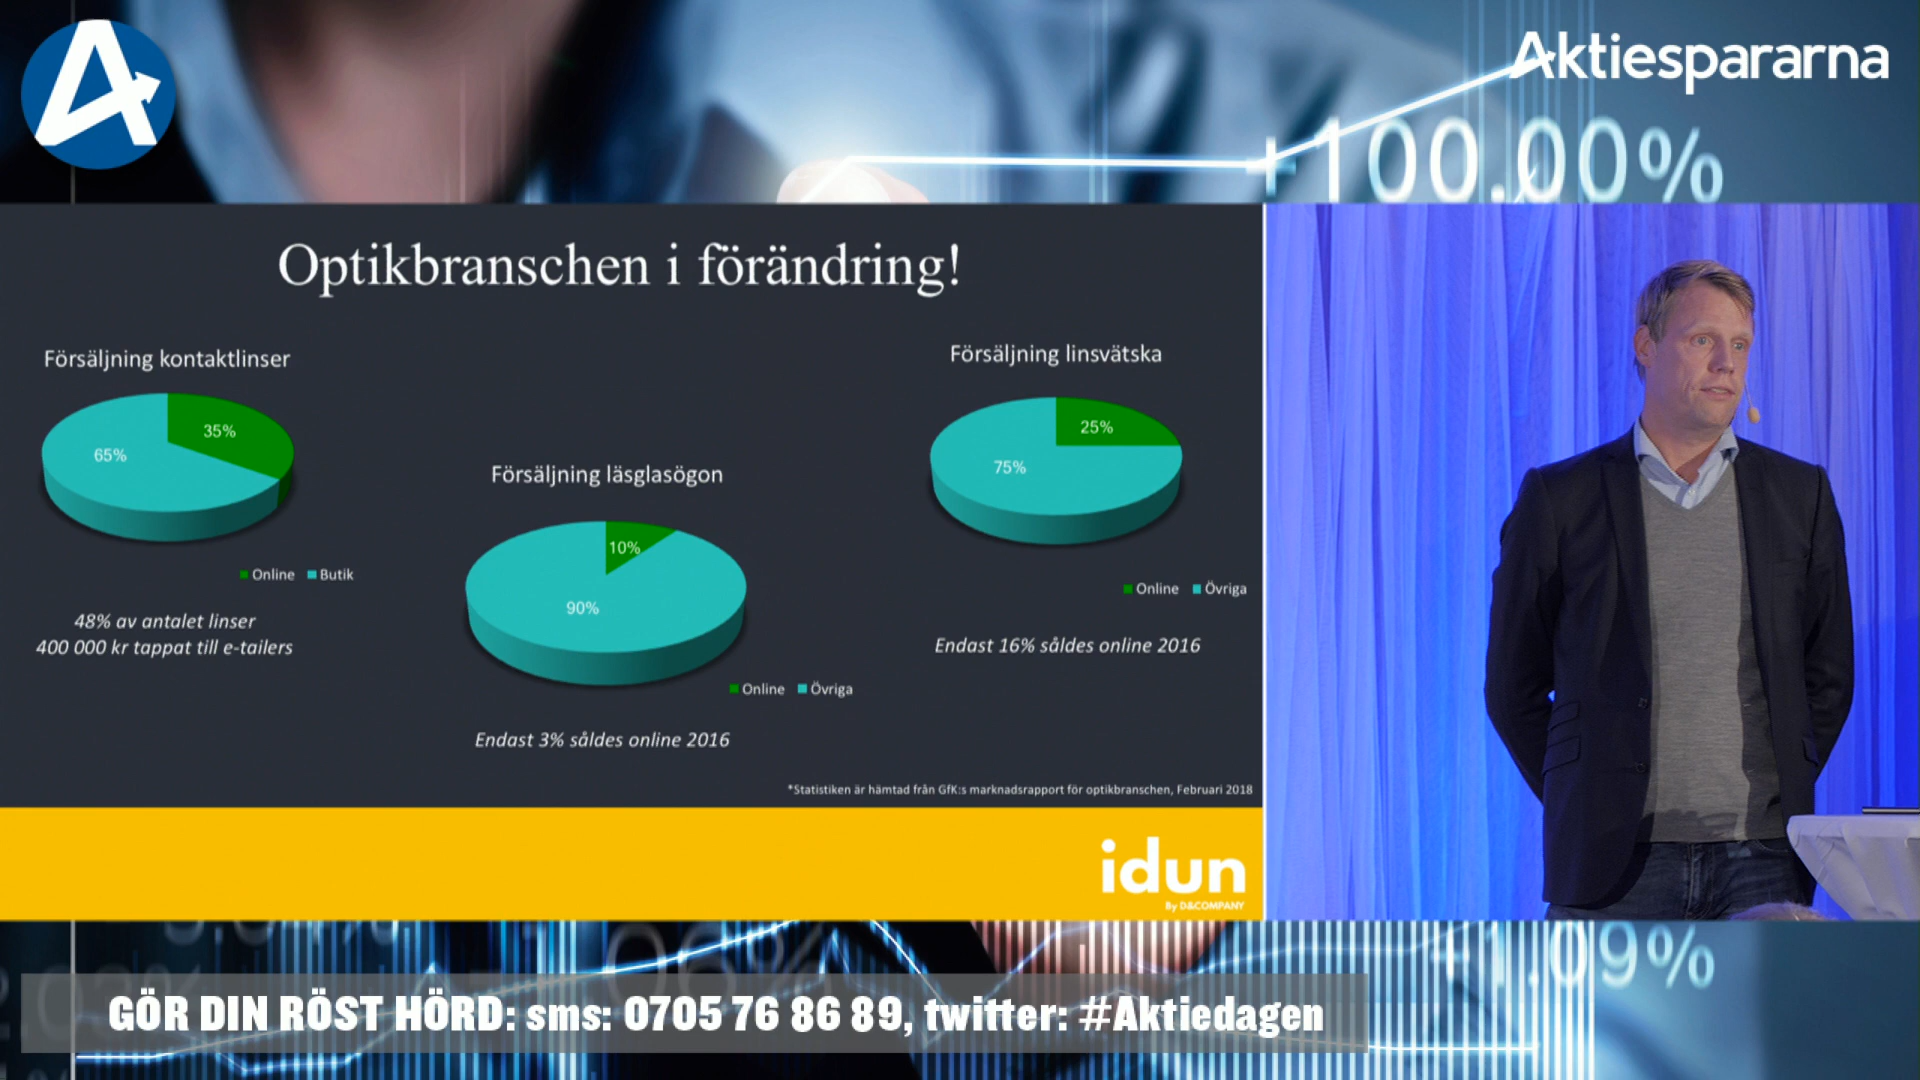 Aktiespararna
+100.00%
Optikbranschen i förändring!
Försäljning kontaktlinser
35%
65%
Online Butik
48% av antalet linser
400 000 kr tappat till e-tailers
Försäljning läsglasögon
10%
90%
Online Övriga
Endast 3% såldes online 2016
Försäljning linsvätska
25%
75%
Online Övriga
Endast 16% såldes online 2016
*Statistiken är hämtad från GfK:s marknadsrapport för optikbranschen, Februari 2018
idun
By D&COMPANY
06%
+1.09%
GÖR DIN RÖST HÖRD: sms: 0705 76 86 89, twitter: #Aktiedagen